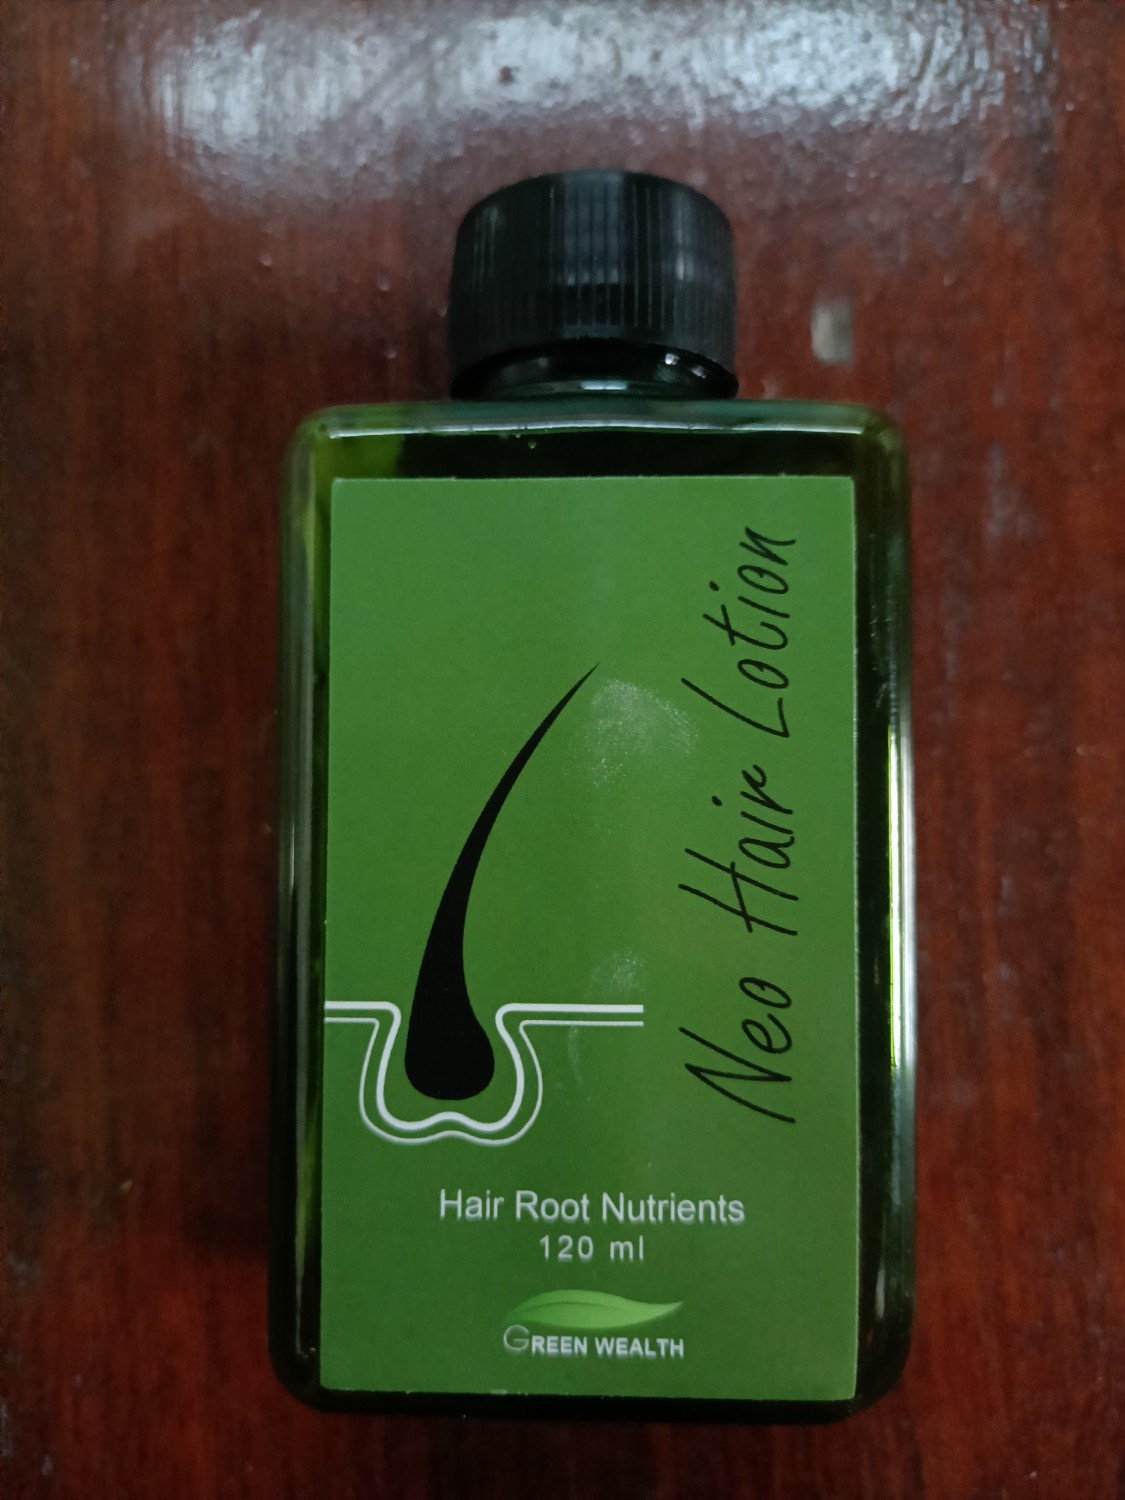 Neo Hair Lotion
Hair Root Nutrients
120 ml
GREEN WEALTH